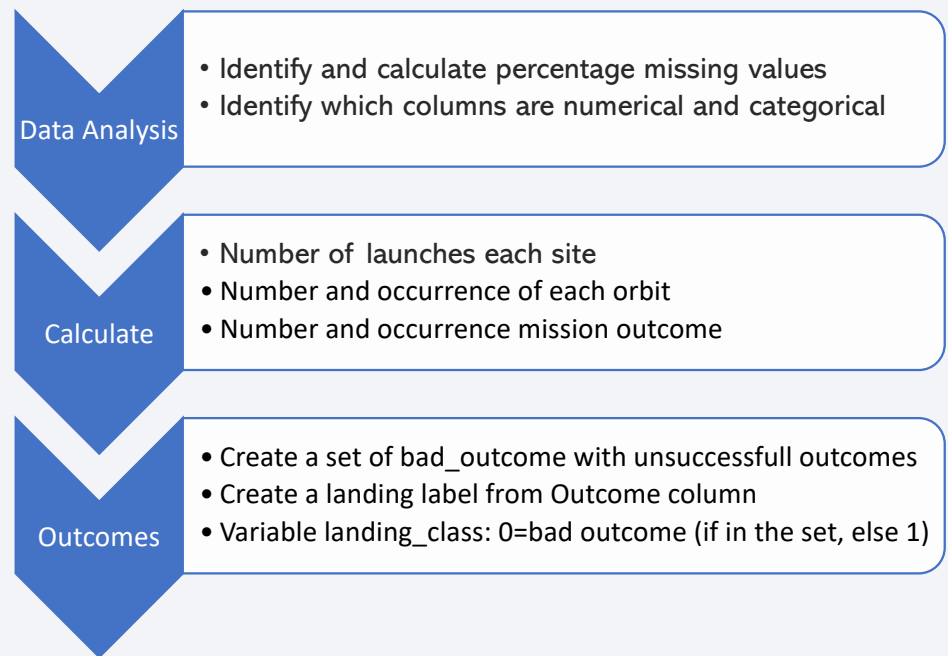 Data Analysis
• Identify and calculate percentage missing values
• Identify which columns are numerical and categorical
Calculate
• Number of launches each site
• Number and occurrence of each orbit
• Number and occurrence mission outcome
Outcomes
• Create a set of bad_outcome with unsuccessfull outcomes
• Create a landing label from Outcome column
• Variable landing_class: 0=bad outcome (if in the set, else 1)